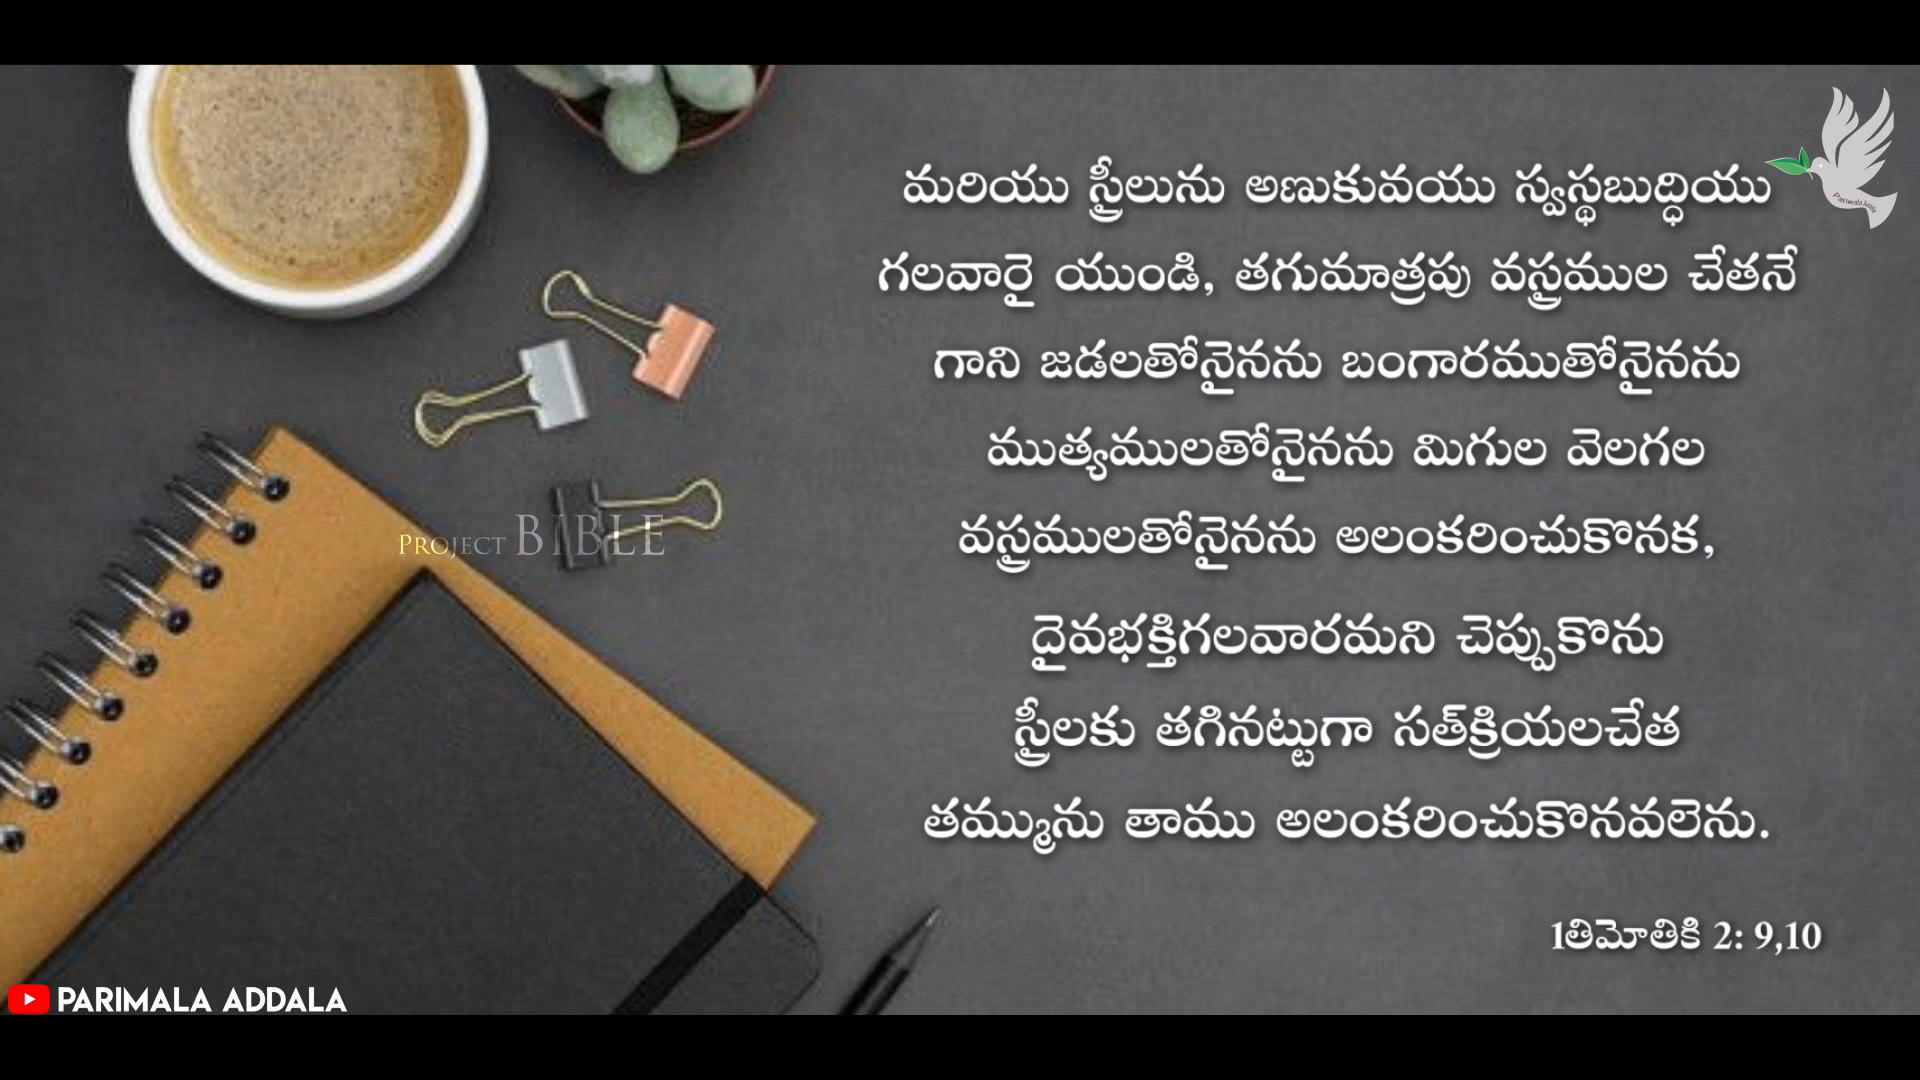 మరియు స్త్రీలును అణుకువయు స్వస్థబుద్ధియు
గలవారై యుండి, తగుమాత్రపు వస్త్రముల చేతనే
గాని జడలతోనైనను బంగారముతోనైనను
ముత్యములతోనైనను మిగుల వెలగల
వస్త్రములతోనైనను అలంకరించుకొనక,
దైవభక్తిగలవారమని చెప్పుకొను
స్త్రీలకు తగినట్టుగా సత్‌క్రియలచేత
తమ్మును తాము అలంకరించుకొనవలెను.
1తిమోతికి 2: 9,10
PROJECT BIBLE
PARIMALA ADDALA
Parimala Addala